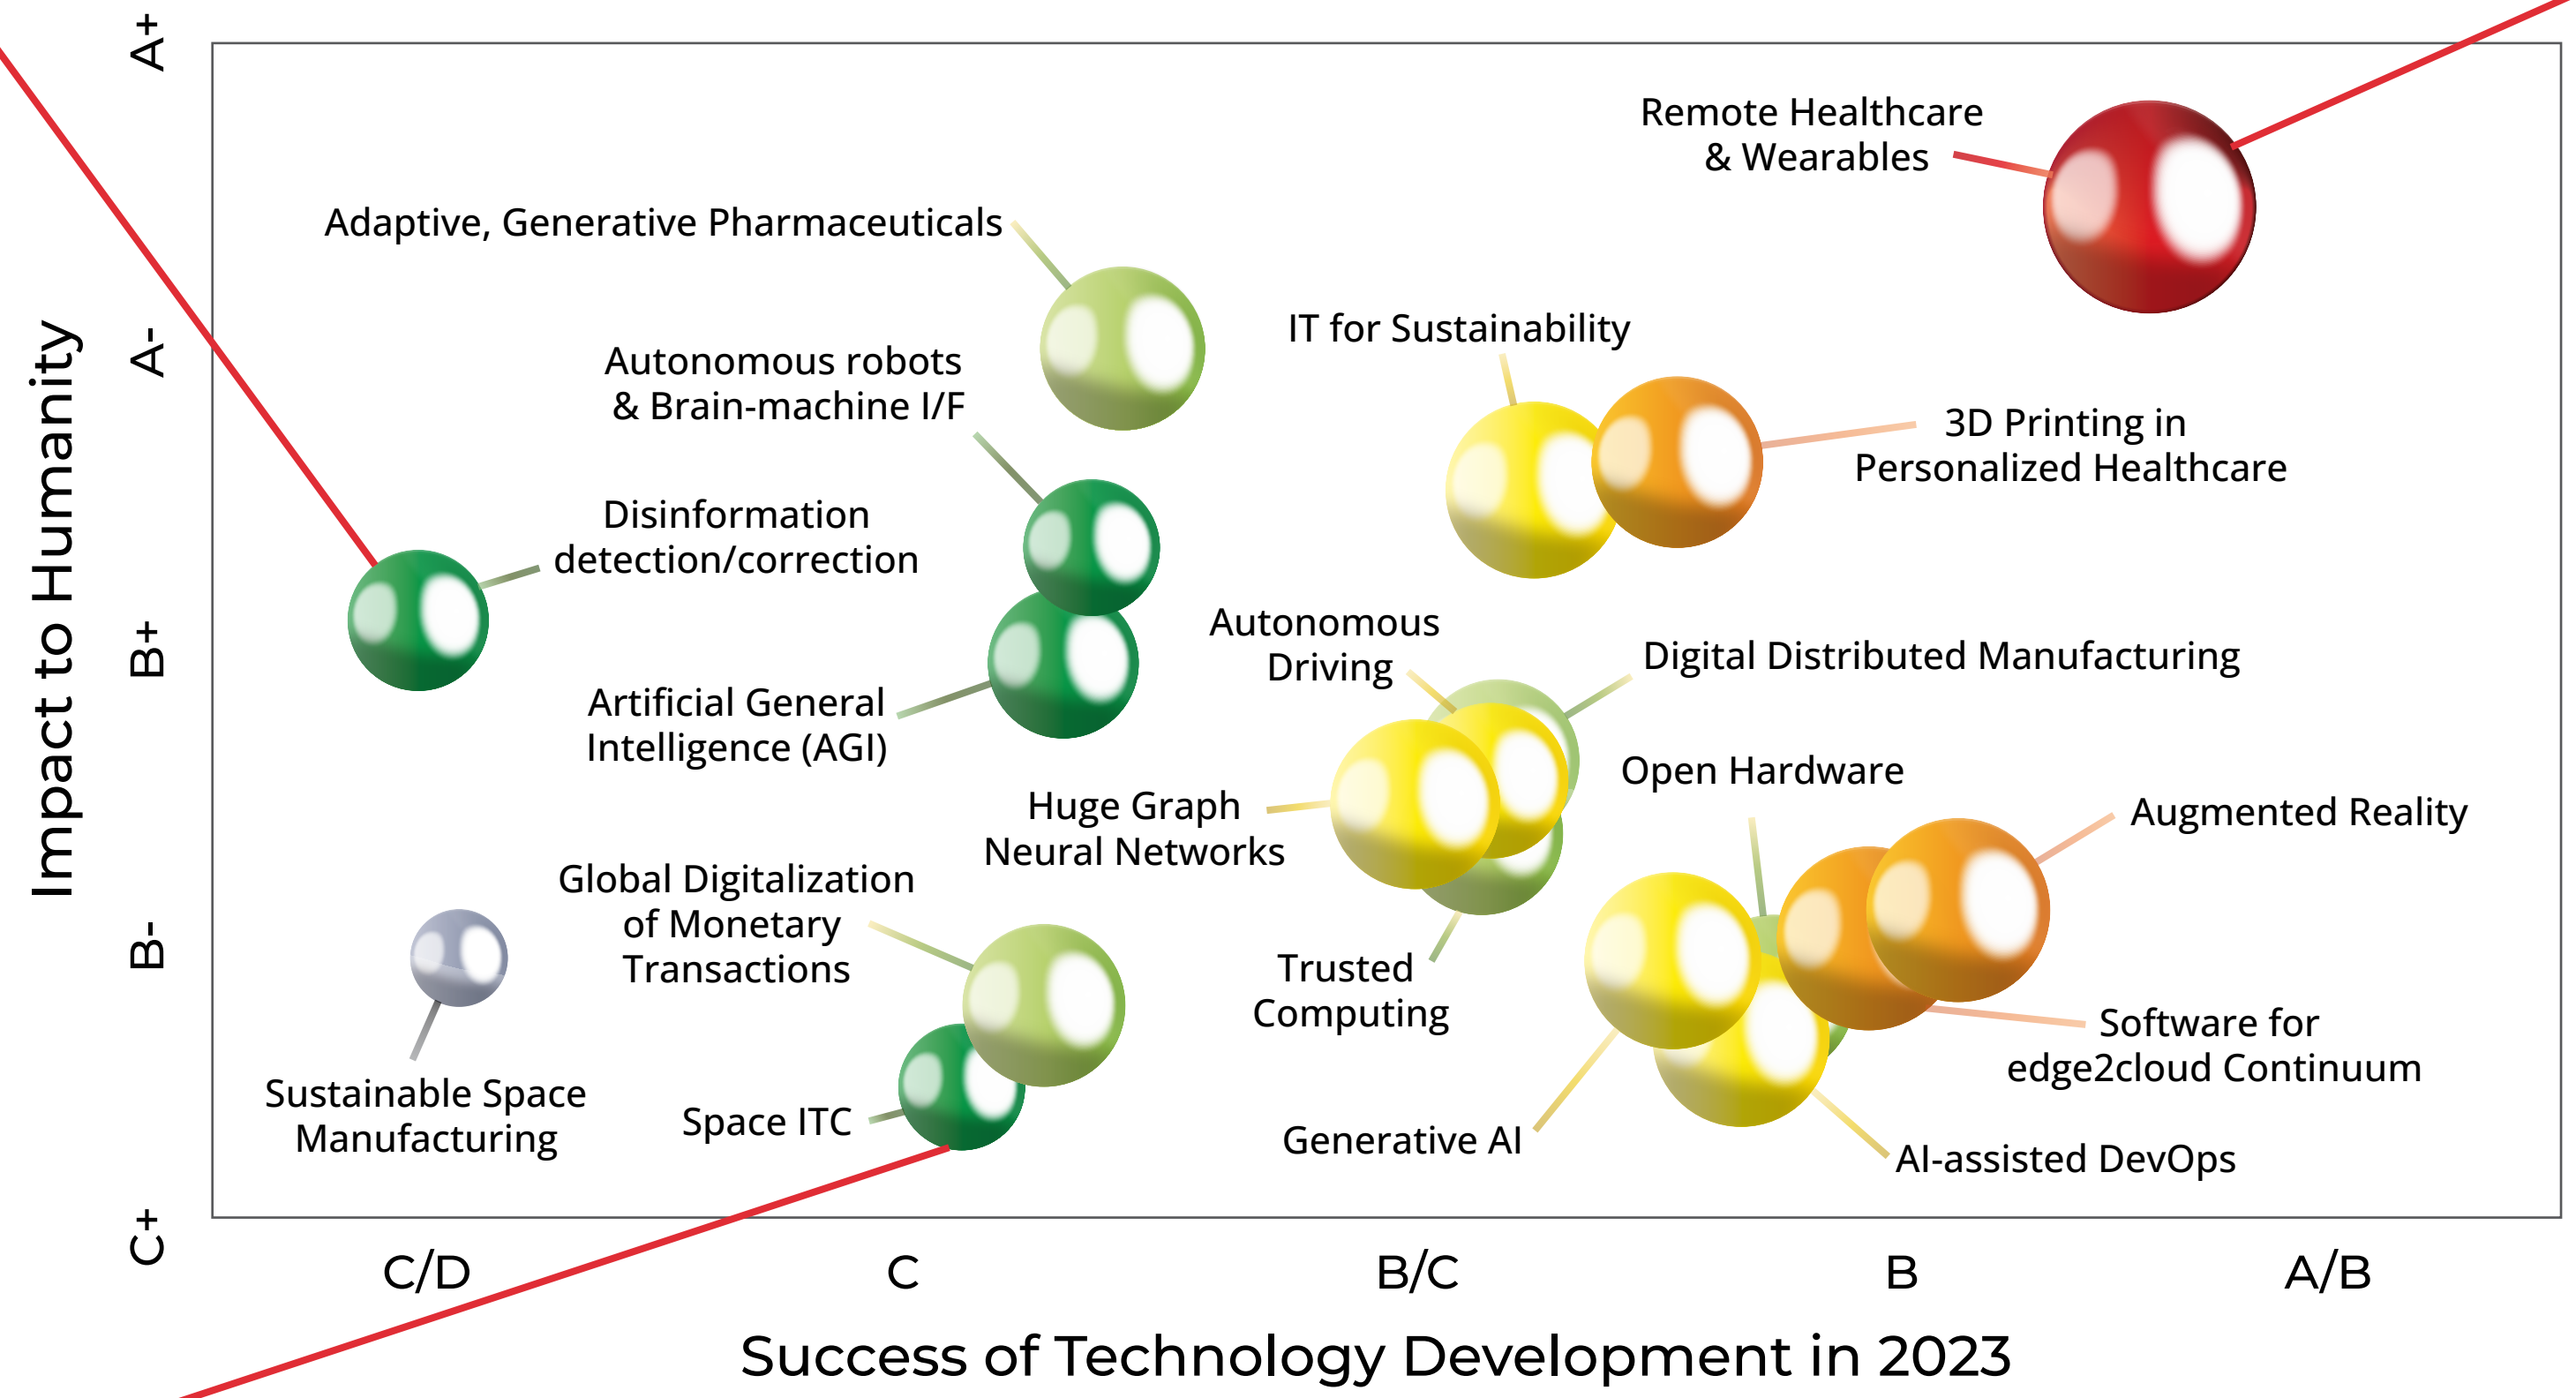 A+
Remote Healthcare
& Wearables
Adaptive, Generative Pharmaceuticals
IT for Sustainability
A-
Autonomous robots
& Brain-machine I/F
3D Printing in
Personalized Healthcare
Disinformation
detection/correction
Impact to Humanity
Autonomous
Driving
B+
Digital Distributed Manufacturing
Artificial General
Intelligence (AGI)
Open Hardware
Huge Graph
Neural Networks
Augmented Reality
Global Digitalization
of Monetary
Transactions
B-
Trusted
Computing
Software for
edge2cloud Continuum
Sustainable Space
Manufacturing
Space ITC
Generative AI
AI-assisted DevOps
C+
C/D
C
B/C
B
A/B
Success of Technology Development in 2023